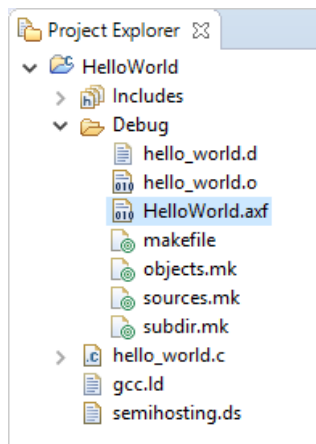 Project Explorer
HelloWorld
Includes
Debug
hello_world.d
hello_world.o
HelloWorld.axf
makefile
objects.mk
sources.mk
subdir.mk
hello_world.c
gcc.ld
semihosting.ds